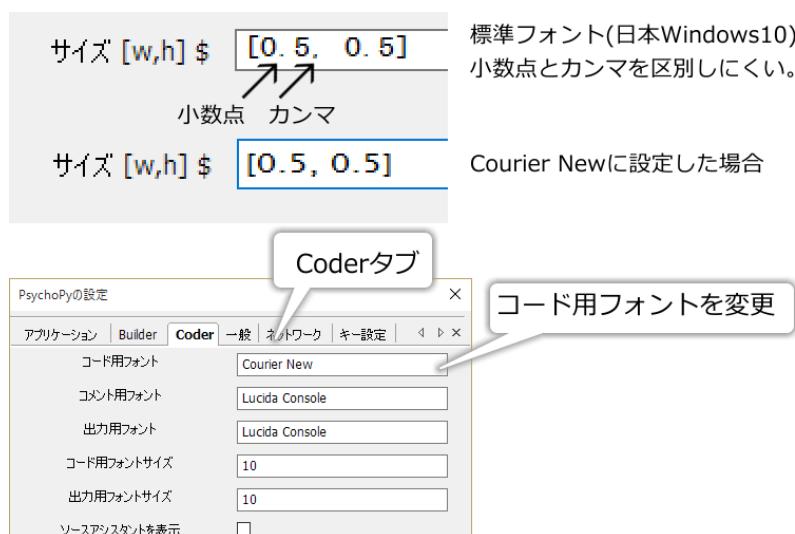 サイズ [w,h] $ [0. 5,  0. 5]
標準フォント(日本Windows10)
小数点とカンマを区別しにくい。
小数点 カンマ
サイズ [w,h] $ [0.5, 0.5]
Courier Newに設定した場合
Coderタブ
PsychoPyの設定
コード用フォントを変更
アプリケーション Builder Coder 一般 ネットワーク キー設定
コード用フォント Courier New
コメント用フォント Lucida Console
出力用フォント Lucida Console
コード用フォントサイズ 10
出力用フォントサイズ 10
ソースアシスタントを表示